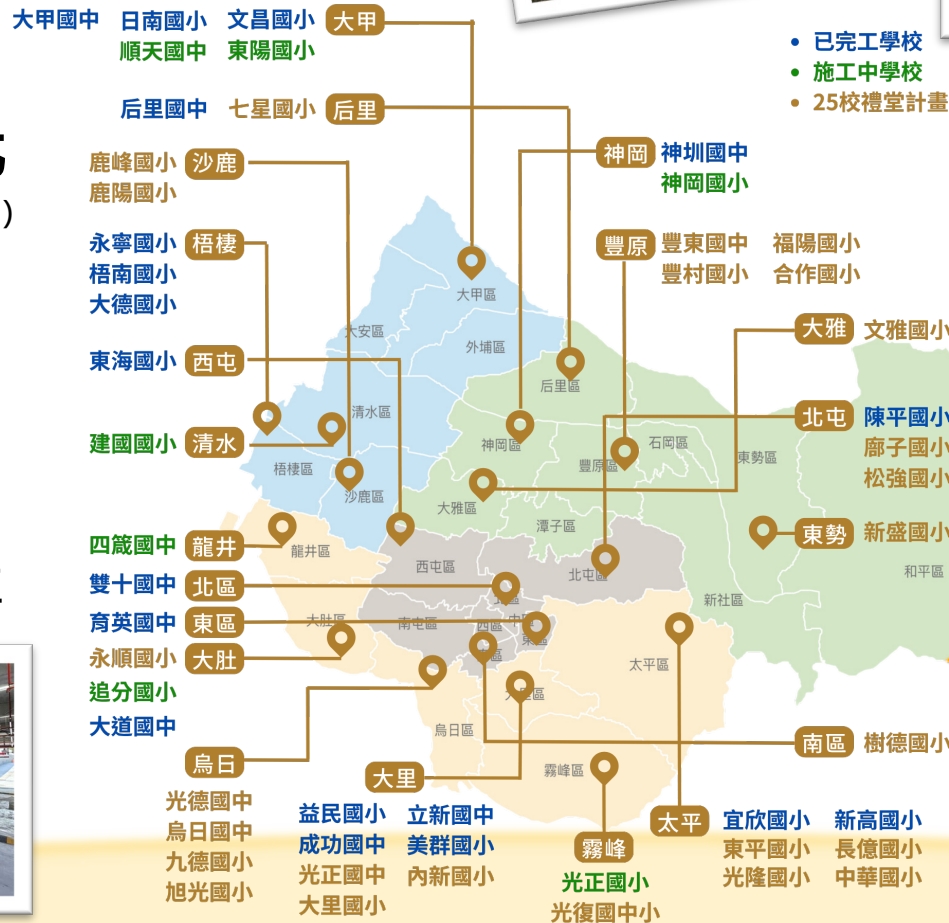 大甲國中 日南國小 文昌國小 大甲
順天國中 東陽國小
• 已完工學校
• 施工中學校
• 25校禮堂計畫
后里國中 七星國小 后里
鹿峰國小 沙鹿
鹿陽國小
)
神岡 神圳國中
神岡國小
永寧國小 梧棲
梧南國小
大德國小
豐原 豐東國中 福陽國小
豐村國小 合作國小
大雅 文雅國小
東海國小 西屯
北屯 陳平國小
廍子國小
松強國小
建國國小 清水
東勢 新盛國小
四箴國中 龍井
雙十國中 北區
育英國中 東區
永順國小 大肚
追分國小
大道國中
南區 樹德國小
烏日
光德國中
烏日國中
九德國小
旭光國小
大里
益民國小 立新國中
成功國中 美群國小
光正國中 內新國小
大里國小
霧峰
光正國小
光復國中小
太平 宜欣國小 新高國小
東平國小 長億國小
光隆國小 中華國小
大甲區
大安區
外埔區
后里區
清水區
神岡區
石岡區
豐原區
東勢區
梧棲區
沙鹿區
大雅區
潭子區
龍井區
西屯區
北屯區
和平區
新社區
大肚區
南屯區
西區
太平區
烏日區
霧峰區